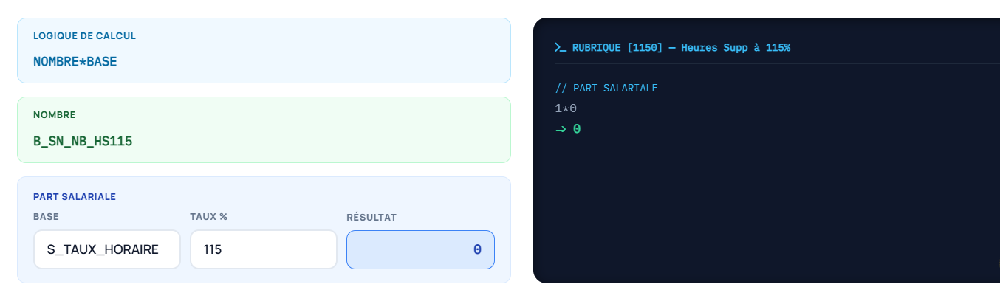 LOGIQUE DE CALCUL
NOMBRE*BASE
NOMBRE
B_SN_NB_HS115
PART SALARIALE
BASE TAUX % RÉSULTAT
S_TAUX_HORAIRE 115 0
RUBRIQUE [1150] — Heures Supp à 115%
// PART SALARIALE
1*0
⇒ 0